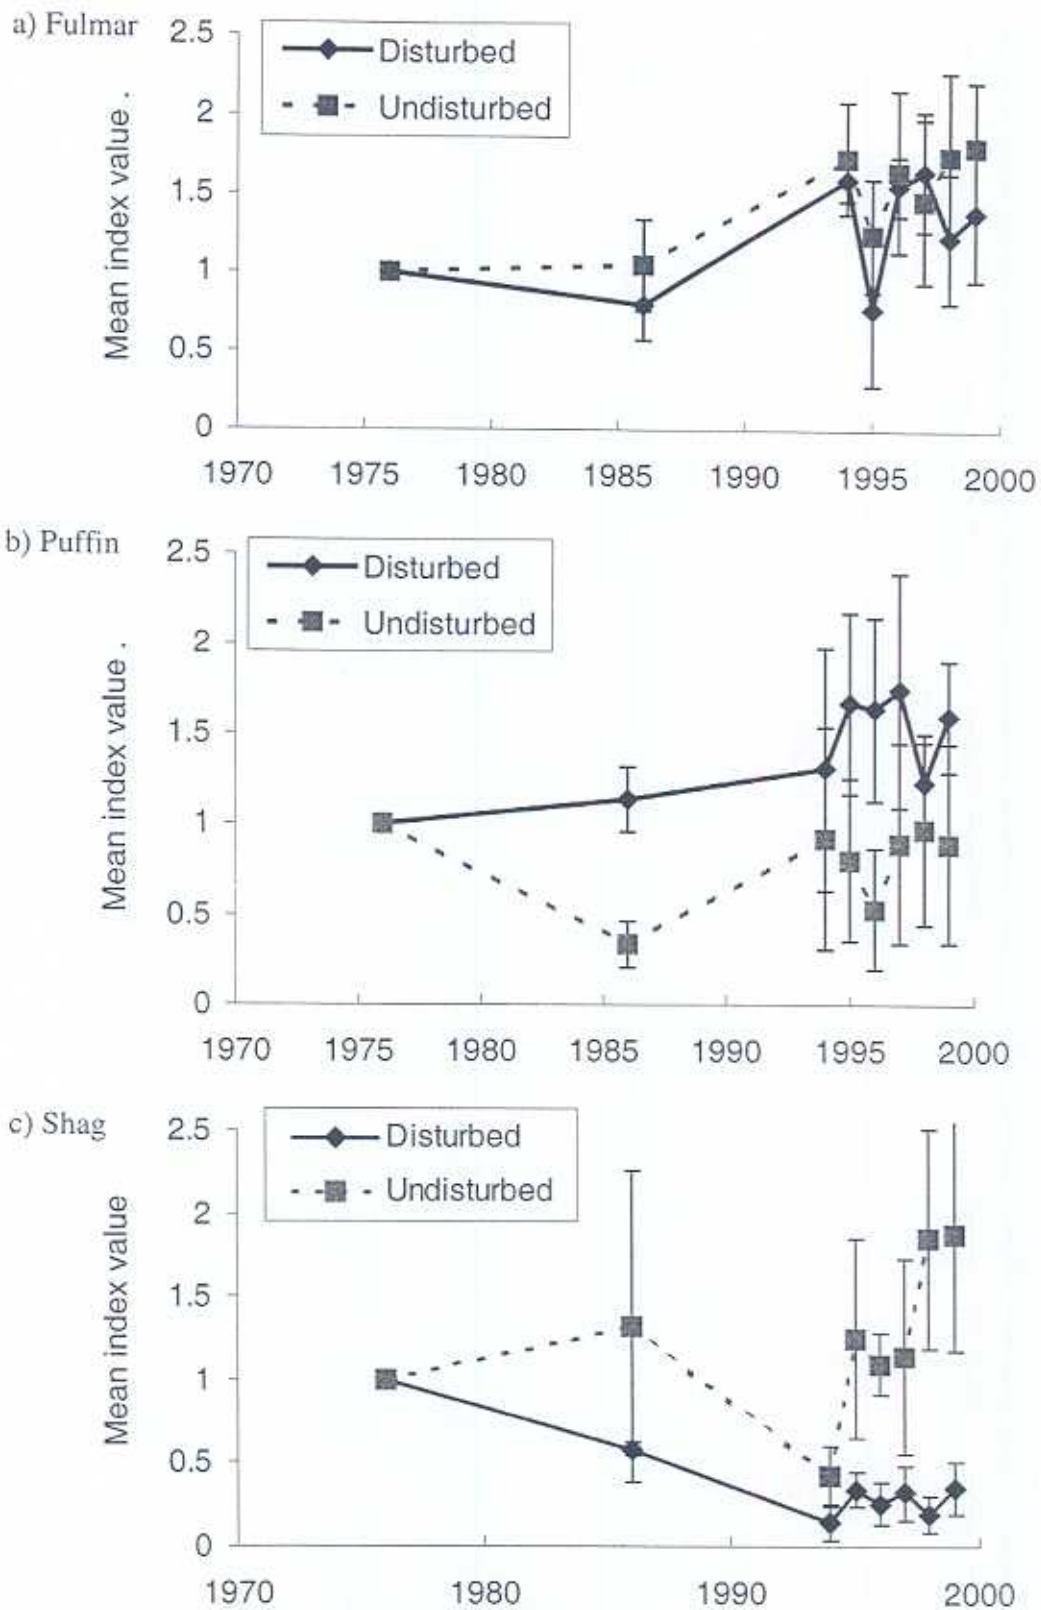 a) Fulmar
2.5
Disturbed
Undisturbed
2
1.5
1
0.5
0
Mean index value .
1970 1975 1980 1985 1990 1995 2000
b) Puffin
2.5
Disturbed
Undisturbed
2
1.5
1
0.5
0
Mean index value .
1970 1975 1980 1985 1990 1995 2000
c) Shag
2.5
Disturbed
Undisturbed
2
1.5
1
0.5
0
Mean index value
1970 1980 1990 2000